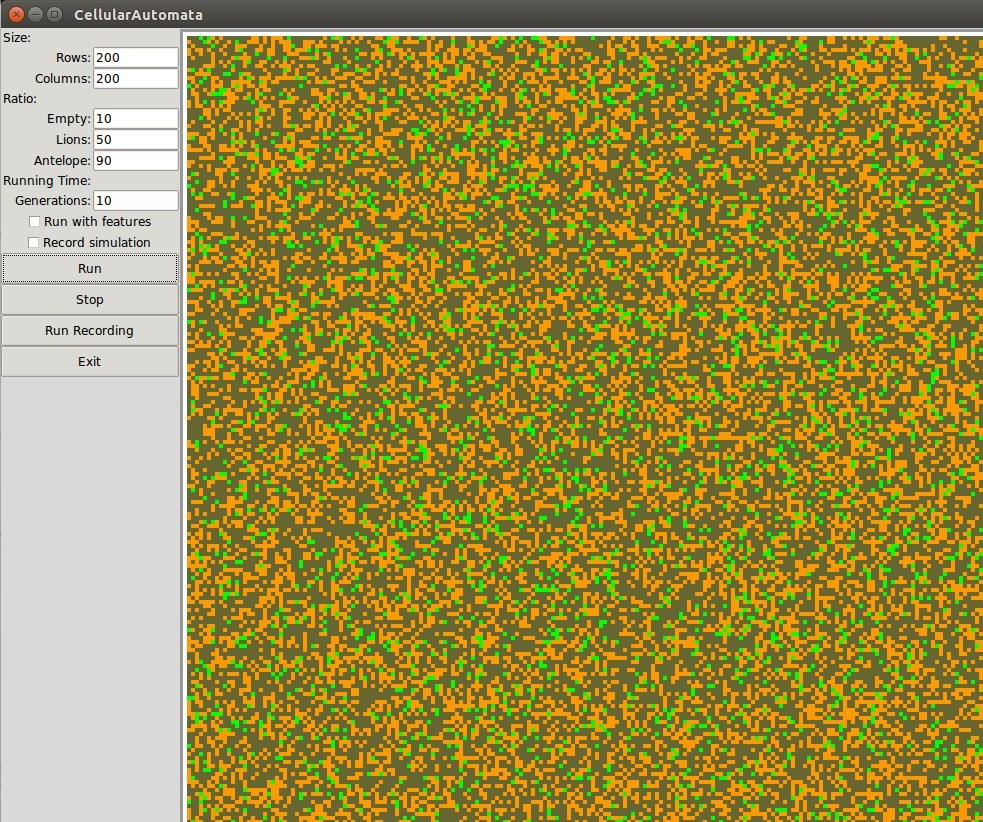 CellularAutomata
Size:
Rows: 200
Columns: 200
Ratio:
Empty: 10
Lions: 50
Antelope: 90
Running Time:
Generations: 10
Run with features
Record simulation
Run
Stop
Run Recording
Exit